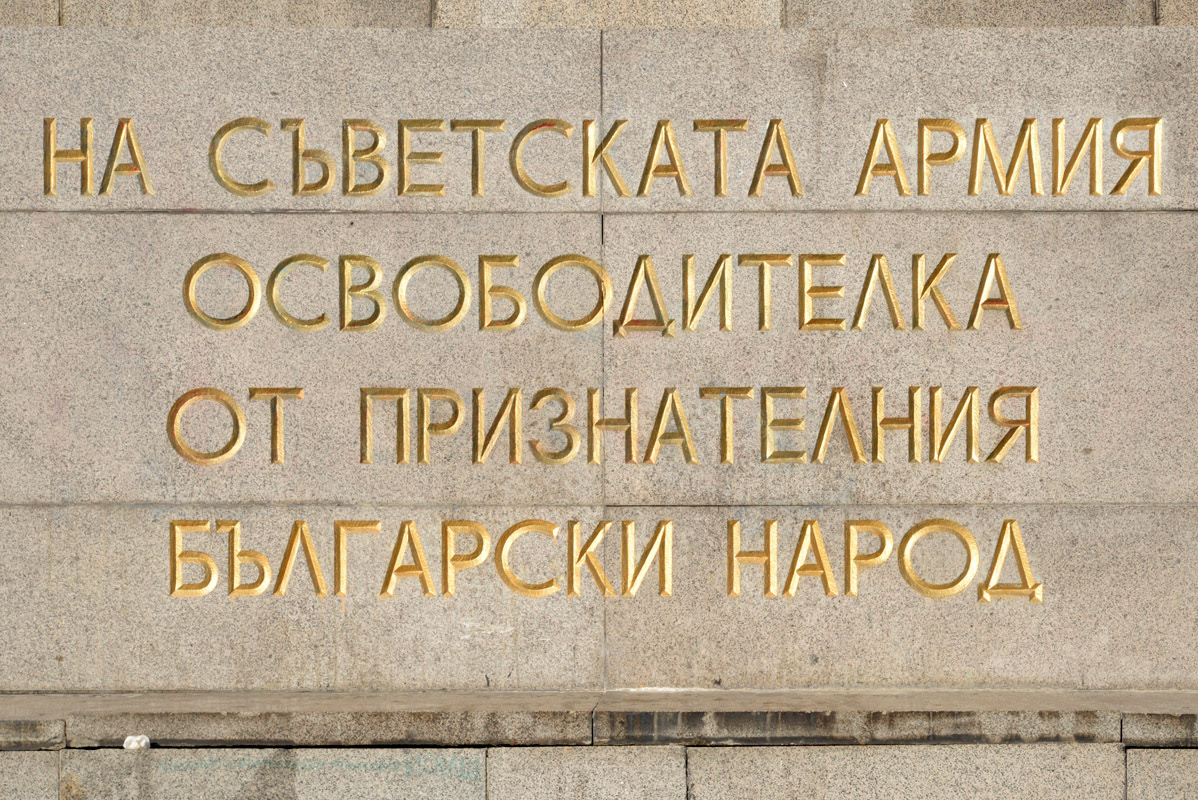 НА СЪВЕТСКАТА АРМИЯ
ОСВОБОДИТЕЛКА
ОТ ПРИЗНАТЕЛНИЯ
БЪЛГАРСКИ НАРОД